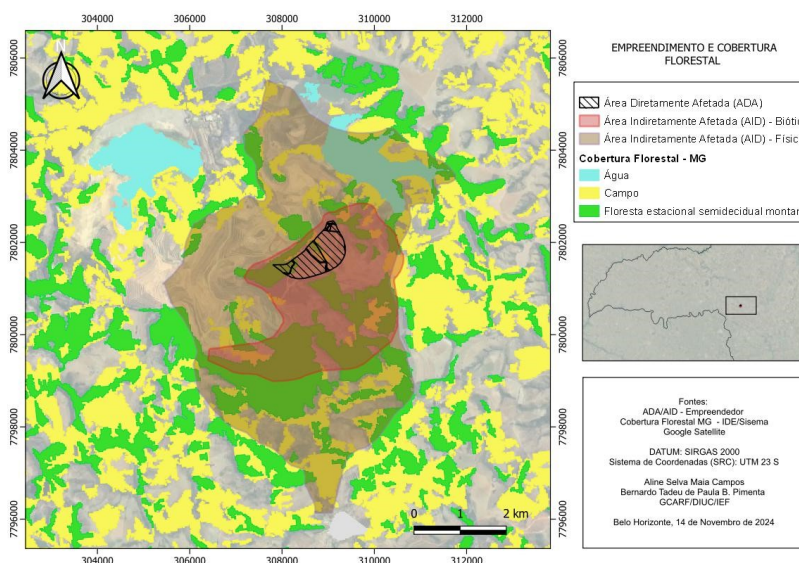 304000 306000 308000 310000 312000
7806000 7806000
N
7804000 7804000
7802000 7802000
7800000 7800000
7798000 7798000
7796000 7796000
0 1 2 km
304000 306000 308000 310000 312000
EMPREENDIMENTO E COBERTURA
FLORESTAL
Área Diretamente Afetada (ADA)
Área Indiretamente Afetada (AID) - Bióti
Área Indiretamente Afetada (AID) - Físic
Cobertura Florestal - MG
Água
Campo
Floresta estacional semidecidual montan
Fontes:
ADA/AID - Empreendedor
Cobertura Florestal MG - IDE/Sisema
Google Satellite
DATUM: SIRGAS 2000
Sistema de Coordenadas (SRC): UTM 23 S
Aline Selva Maia Campos
Bernardo Tadeu de Paula B. Pimenta
GCARF/DIUC/IEF
Belo Horizonte, 14 de Novembro de 2024